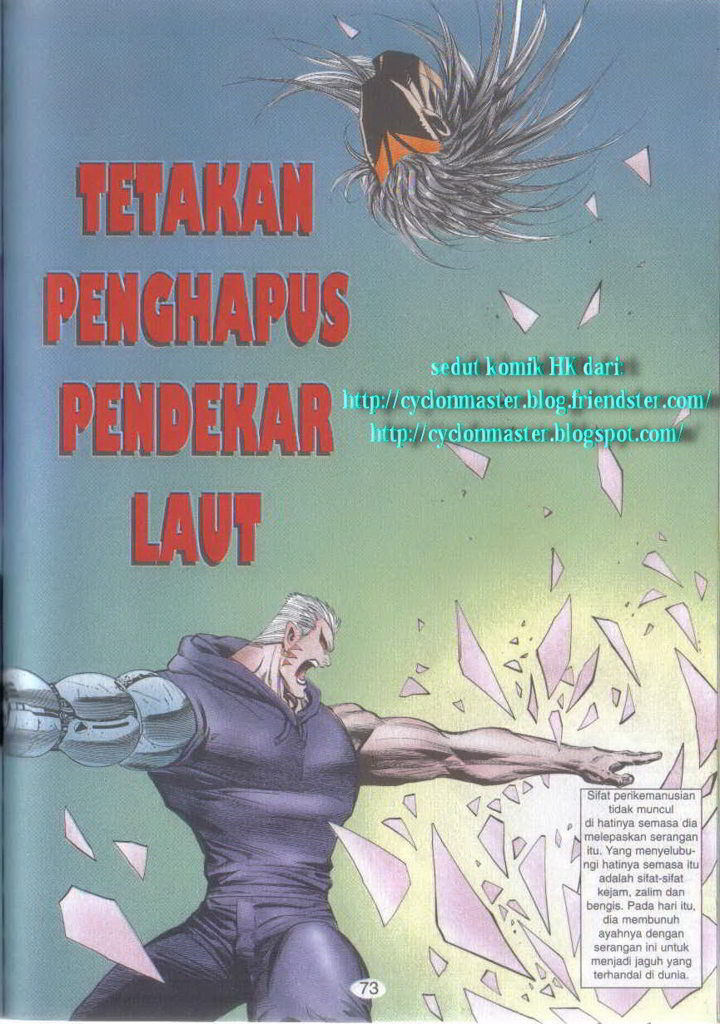 TETAKAN
PENGHAPUS
PENDEKAR
LAUT
sedut komik HK dari:
http://cyclonmaster.blog.friendster.com/
http://cyclonmaster.blogspot.com/
Sifat perikemanusian
tidak muncul
di hatinya semasa dia
melepaskan serangan
itu. Yang menyelubu-
ngi hatinya semasa itu
adalah sifat-sifat
kejam, zalim dan
bengis. Pada hari itu,
dia membunuh
ayahnya dengan
serangan ini untuk
menjadi jaguh yang
terhandal di dunia.
73